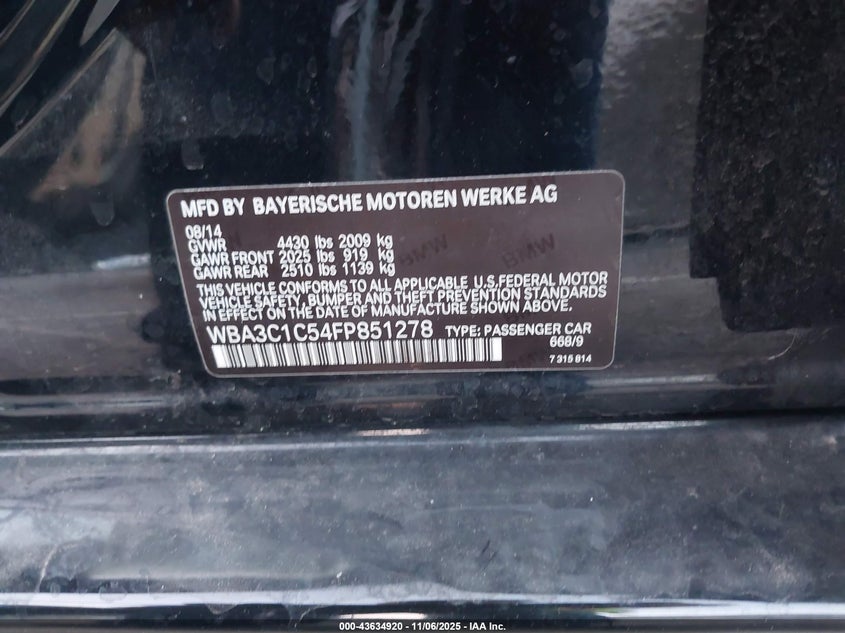 MFD BY BAYERISCHE MOTOREN WERKE AG
08/14
GVWR 4430 lbs 2009 kg
GAWR FRONT 2025 lbs 919 kg
GAWR REAR 2510 lbs 1139 kg
THIS VEHICLE CONFORMS TO ALL APPLICABLE U.S.FEDERAL MOTOR
VEHICLE SAFETY, BUMPER AND THEFT PREVENTION STANDARDS
IN EFFECT ON THE DATE OF MANUFACTURE SHOWN ABOVE.
WBA3C1C54FP851278 TYPE: PASSENGER CAR
668/9
7 315 814
BMW
BMW
000-43634920 - 11/06/2025 - IAA Inc.